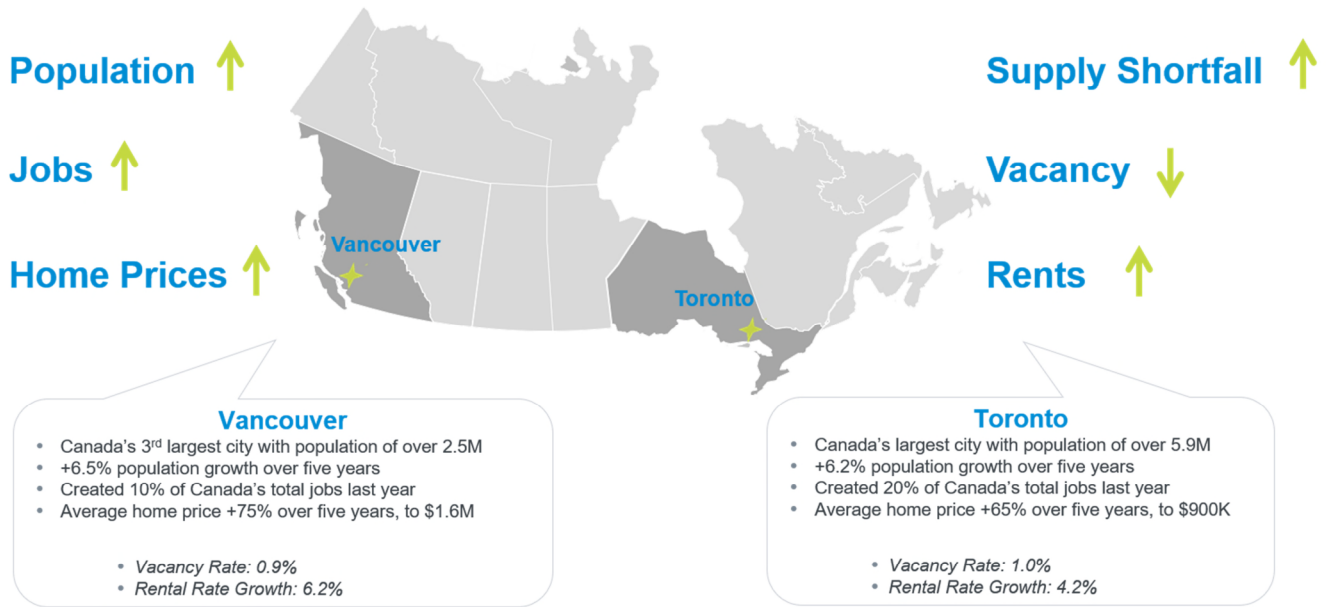 Population
Jobs
Home Prices
Supply Shortfall
Vacancy
Rents
Vancouver
Toronto
Vancouver
• Canada's 3rd largest city with population of over 2.5M
• +6.5% population growth over five years
• Created 10% of Canada's total jobs last year
• Average home price +75% over five years, to $1.6M
• Vacancy Rate: 0.9%
• Rental Rate Growth: 6.2%
Toronto
• Canada's largest city with population of over 5.9M
• +6.2% population growth over five years
• Created 20% of Canada's total jobs last year
• Average home price +65% over five years, to $900K
• Vacancy Rate: 1.0%
• Rental Rate Growth: 4.2%